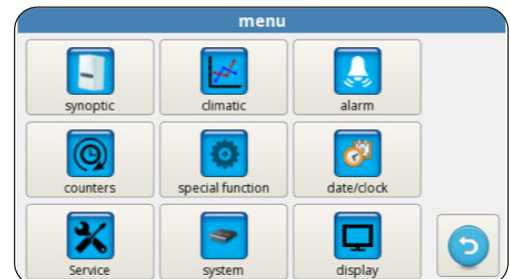 menu
synoptic
climatic
alarm
counters
special function
date/clock
Service
system
display